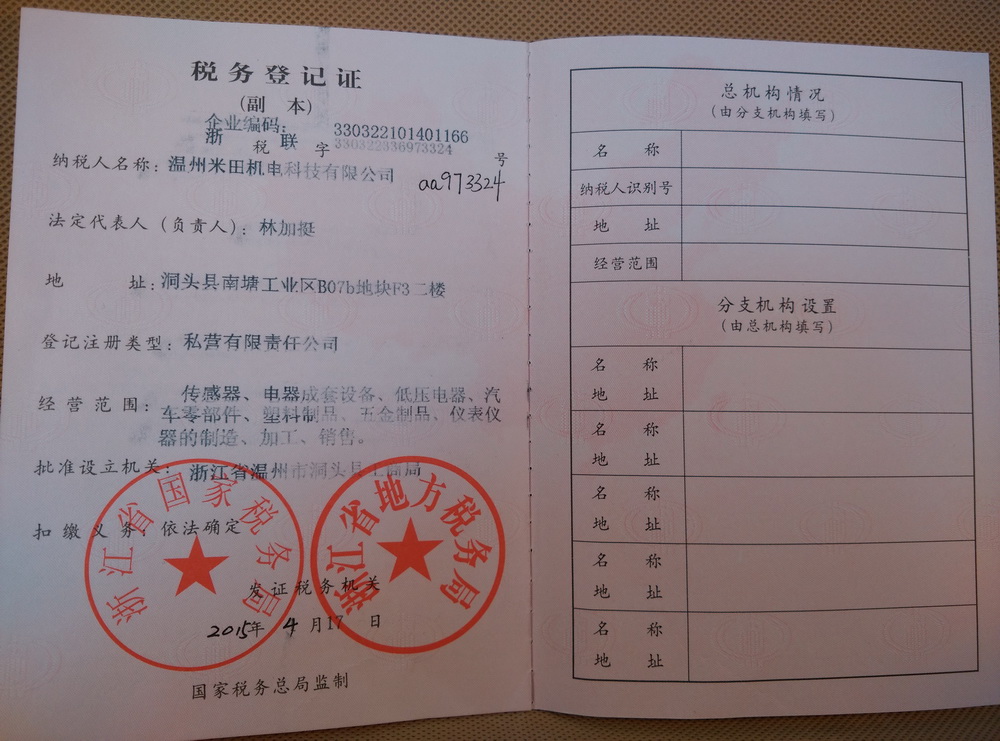 税务登记证
(副 本)
企业编码: 330322101401166
浙 税 联 字 330322336973324 号
纳税人名称: 温州米田机电科技有限公司
aa973324
法定代表人(负责人): 林加挺
地 址: 洞头县南塘工业区B07b地块F3二楼
登记注册类型: 私营有限责任公司
经营范围: 传感器、电器成套设备、低压电器、汽
车零部件、塑料制品、五金制品、仪表仪
器的制造、加工、销售。
批准设立机关: 浙江省温州市洞头县工商局
扣缴义务: 依法确定
浙江省国家税务局
浙江省地方税务局
发证税务机关
2015年 4 月17 日
国家税务总局监制
总机构情况
(由分支机构填写)
名 称
纳税人识别号
地 址
经营范围
分支机构设置
(由总机构填写)
名 称
地 址
名 称
地 址
名 称
地 址
名 称
地 址
名 称
地 址